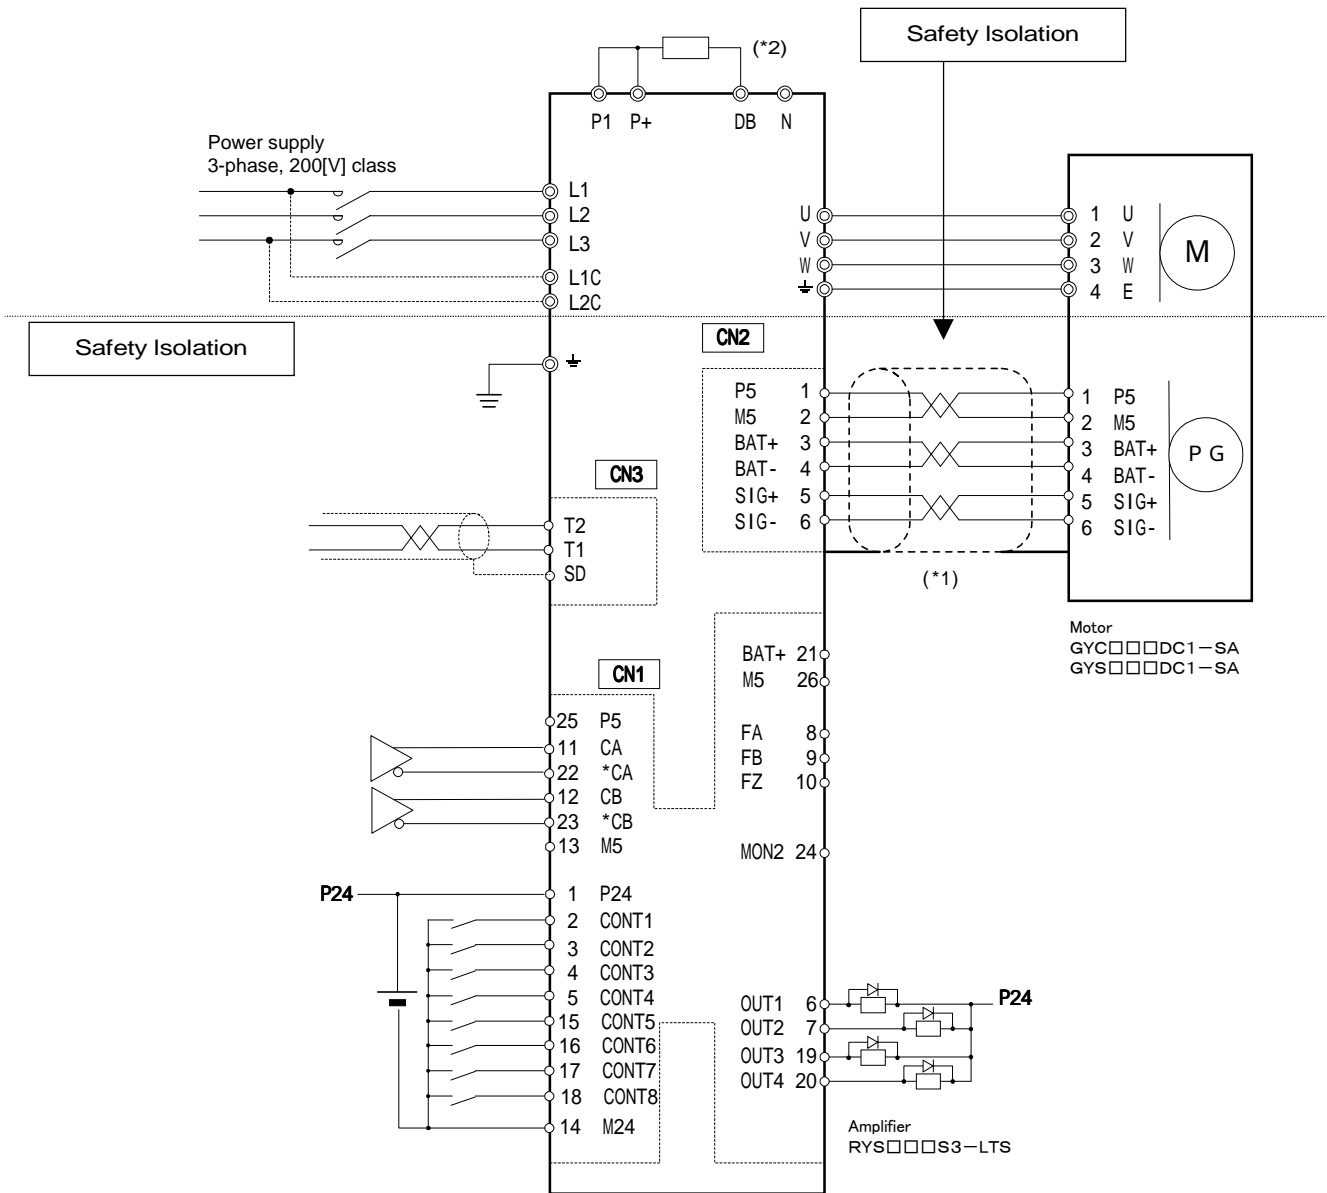 Safety Isolation
(*2)
P1 P+ DB N
Power supply
3-phase, 200[V] class
L1
L2
L3
L1C
L2C
U
V
W
1 U
2 V
3 W
4 E
M
Safety Isolation
CN2
P5 1
M5 2
BAT+ 3
BAT- 4
SIG+ 5
SIG- 6
1 P5
2 M5
3 BAT+
4 BAT-
5 SIG+
6 SIG-
PG
(*1)
CN3
T2
T1
SD
Motor
GYC□□□DC1-SA
GYS□□□DC1-SA
CN1
BAT+ 21
M5 26
FA 8
FB 9
FZ 10
MON2 24
25 P5
11 CA
22 *CA
12 CB
23 *CB
13 M5
P24
1 P24
2 CONT1
3 CONT2
4 CONT3
5 CONT4
15 CONT5
16 CONT6
17 CONT7
18 CONT8
14 M24
OUT1 6
OUT2 7
OUT3 19
OUT4 20
P24
Amplifier
RYS□□□S3-LTS